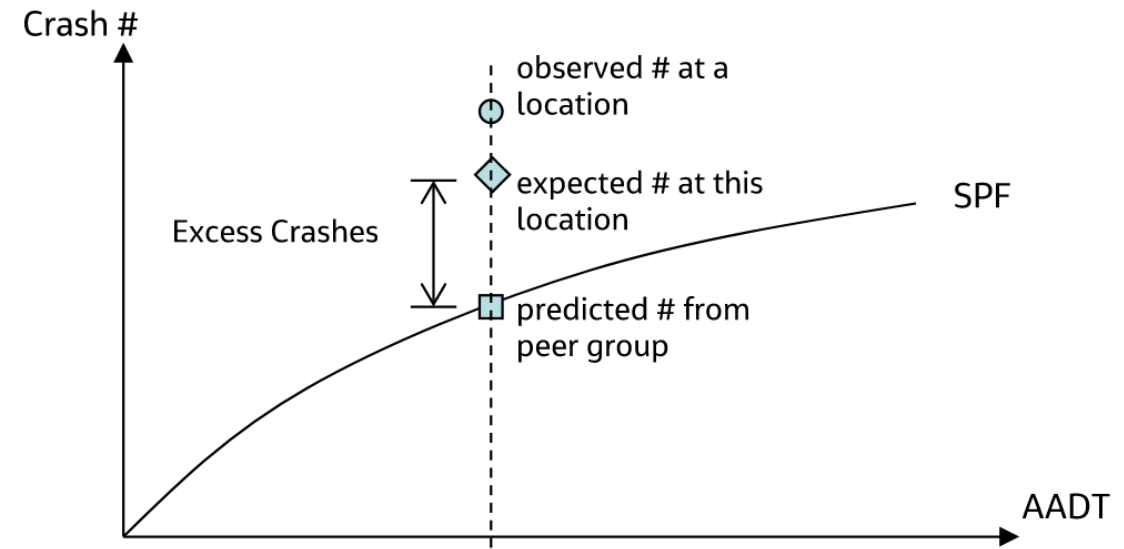 Crash #
observed # at a
location
expected # at this
location
SPF
Excess Crashes
predicted # from
peer group
AADT